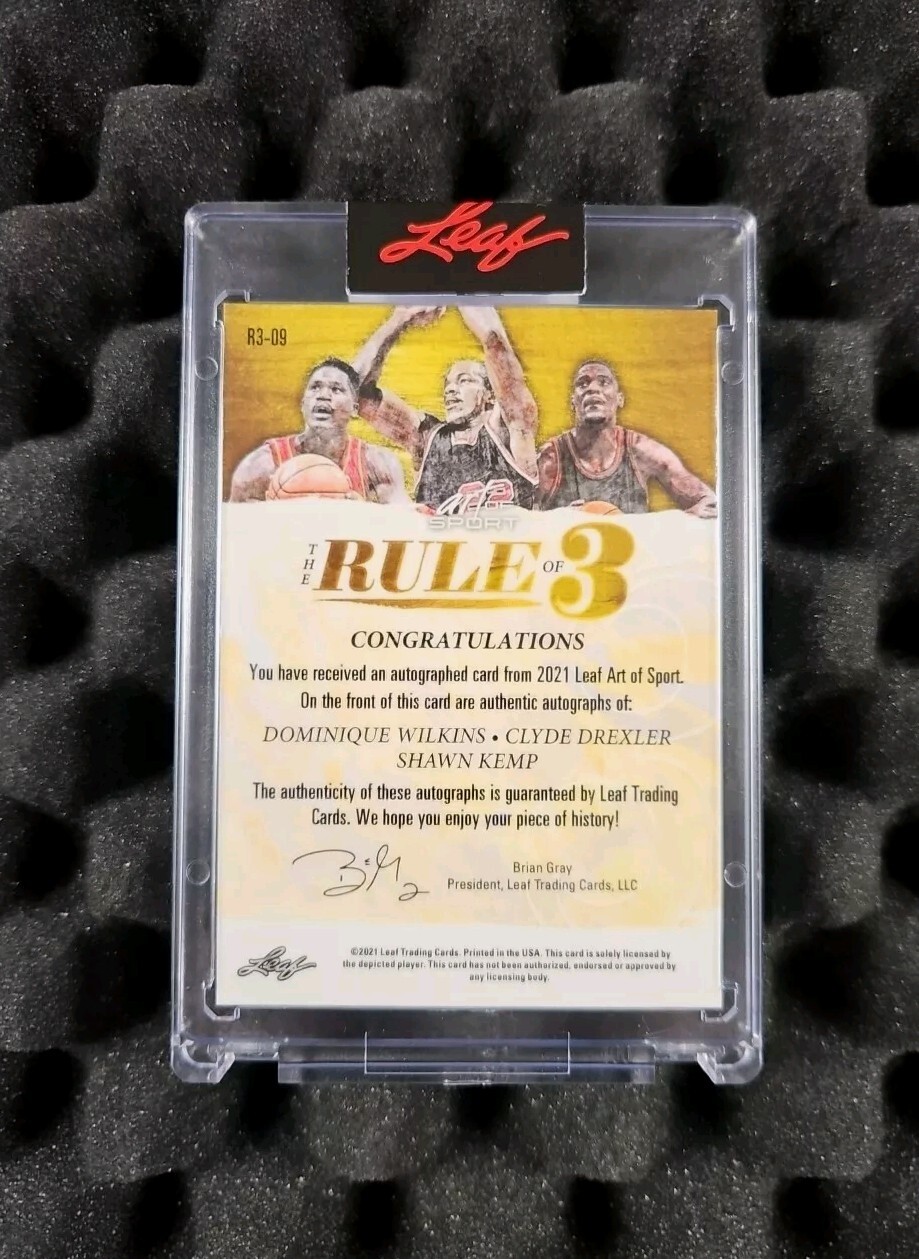 Leaf
R3-09
art OF
SPORT
THE RULE OF 3
CONGRATULATIONS
You have received an autographed card from 2021 Leaf Art of Sport.
On the front of this card are authentic autographs of:
DOMINIQUE WILKINS • CLYDE DREXLER
SHAWN KEMP
The authenticity of these autographs is guaranteed by Leaf Trading
Cards. We hope you enjoy your piece of history!
Brian Gray
President, Leaf Trading Cards, LLC
Leaf
©2021 Leaf Trading Cards. Printed in the USA. This card is solely licensed by
the depicted player. This card has not been authorized, endorsed or approved by
any licensing body.